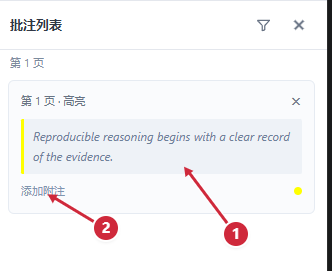 批注列表
第 1 页
第 1 页 · 高亮
Reproducible reasoning begins with a clear record
of the evidence.
添加附注
2
1